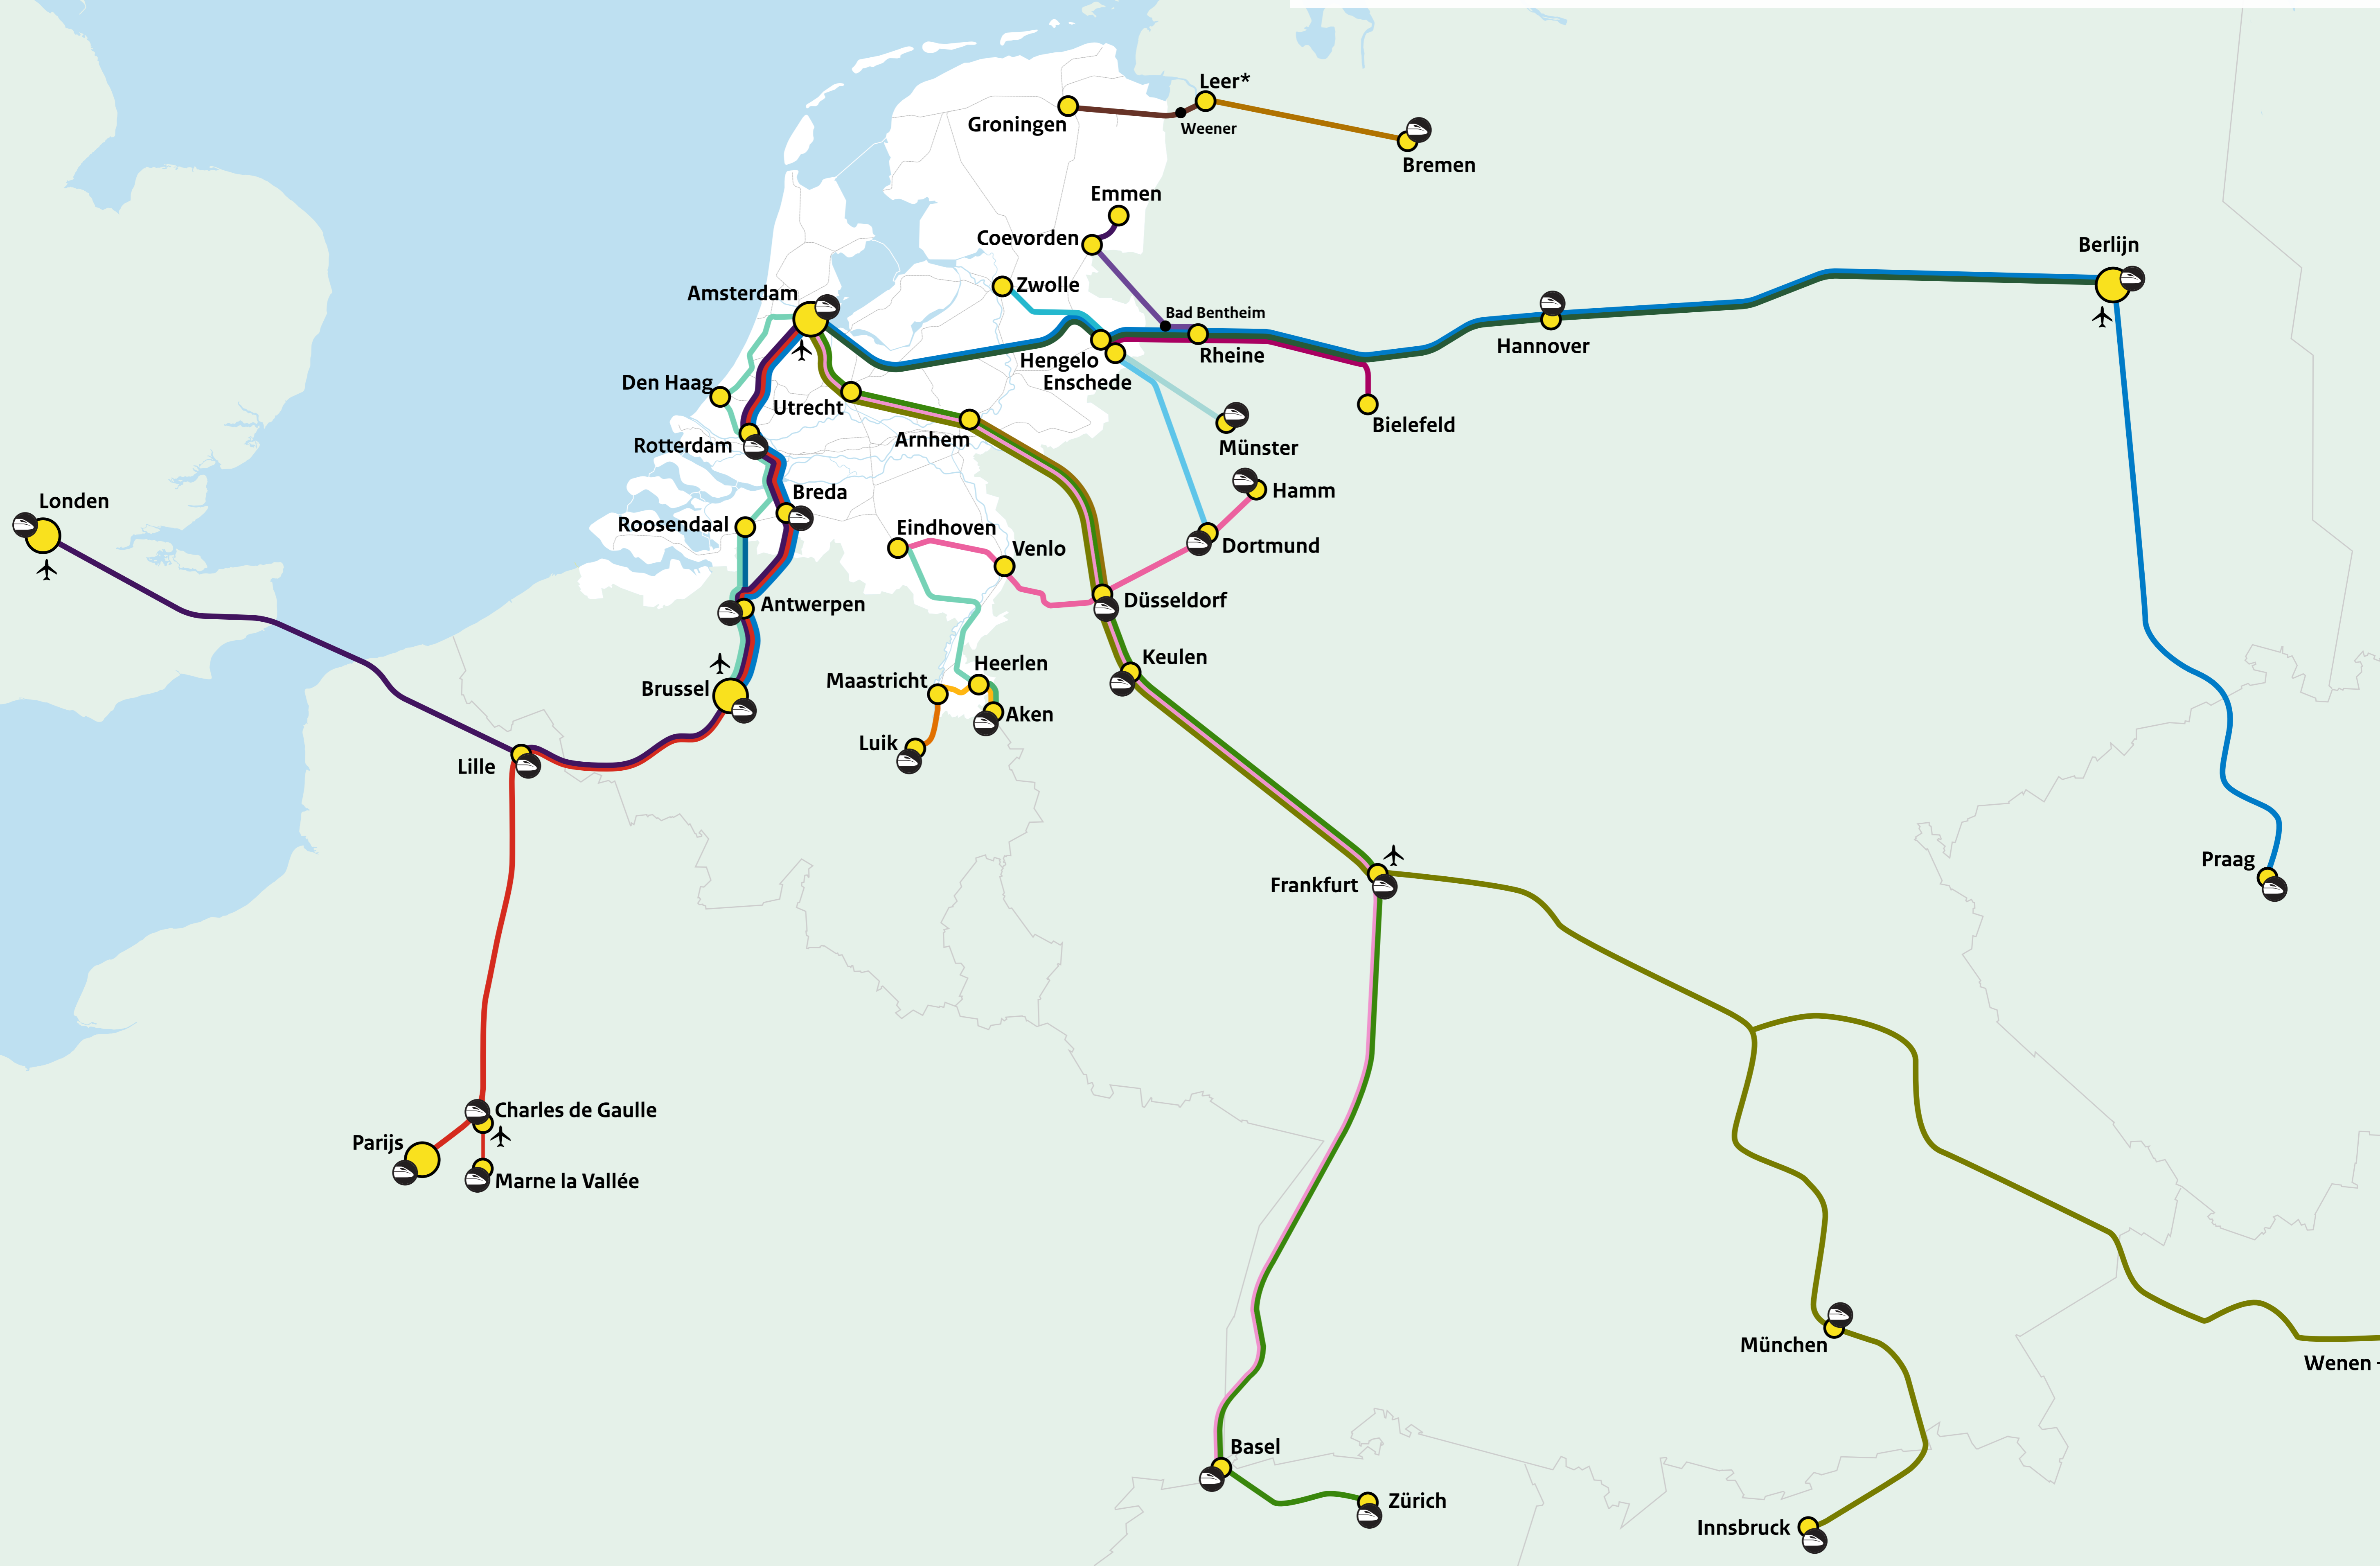 Leer*
Groningen
Weener
Bremen
Emmen
Coevorden
Berlijn
Zwolle
Amsterdam
Bad Bentheim
Hengelo
Rheine
Hannover
Enschede
Den Haag
Utrecht
Bielefeld
Arnhem
Rotterdam
Münster
Hamm
Breda
Londen
Roosendaal
Eindhoven
Venlo
Dortmund
Antwerpen
Düsseldorf
Keulen
Heerlen
Maastricht
Brussel
Aken
Luik
Lille
Praag
Frankfurt
Charles de Gaulle
Parijs
Marne la Vallée
München
Wenen -
Basel
Zürich
Innsbruck